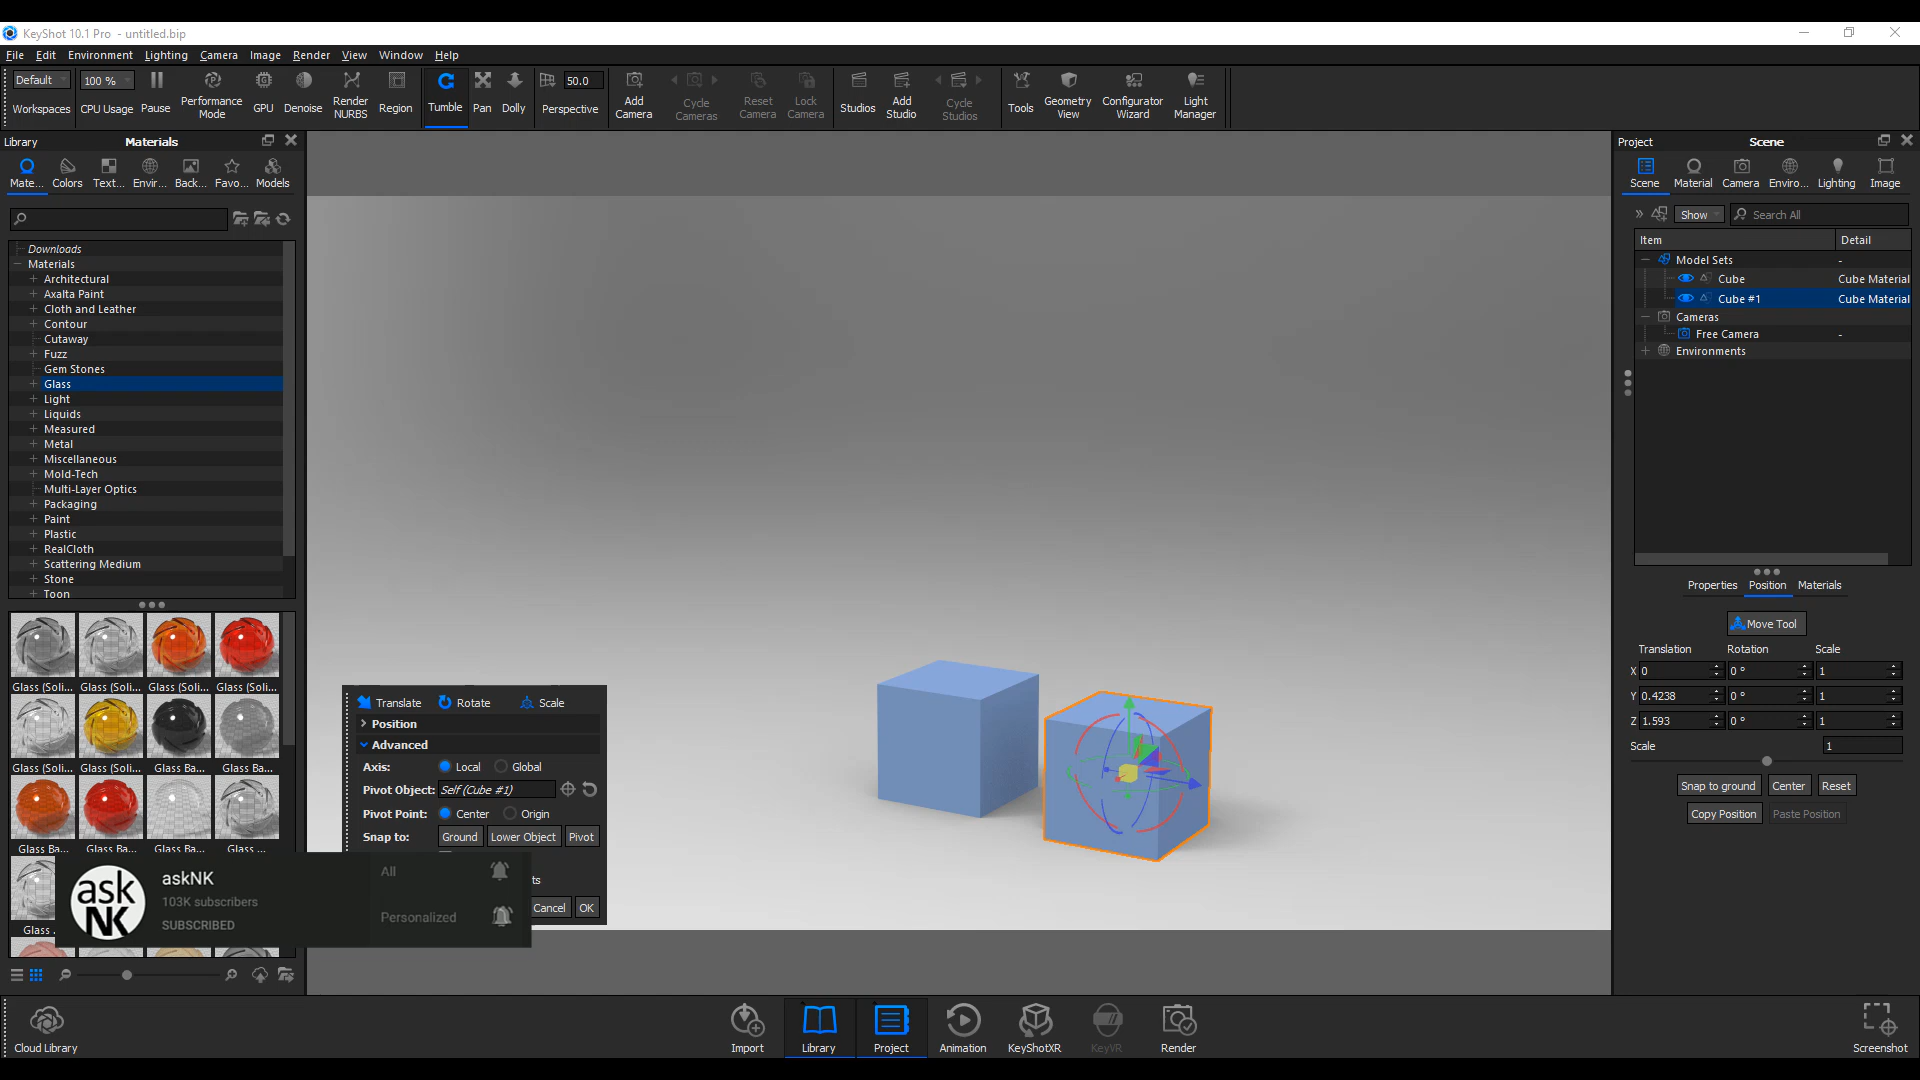 KeyShot 10.1 Pro - untitled.bip
File Edit Environment Lighting Camera Image Render View Window Help
Default
Workspaces
100 %
CPU Usage
Pause
Performance
Mode
GPU
Denoise
Render
NURBS
Region
Tumble
Pan
Dolly
50.0
Perspective
Add
Camera
Cycle
Cameras
Reset
Camera
Lock
Camera
Studios
Add
Studio
Cycle
Studios
Tools
Geometry
View
Configurator
Wizard
Light
Manager
Library
Materials
Mate... Colors Text... Envir... Back... Favo... Models
Downloads
Materials
Architectural
Axalta Paint
Cloth and Leather
Contour
Cutaway
Fuzz
Gem Stones
Glass
Light
Liquids
Measured
Metal
Miscellaneous
Mold-Tech
Multi-Layer Optics
Packaging
Paint
Plastic
RealCloth
Scattering Medium
Stone
Toon
Glass (Soli... Glass (Soli... Glass (Soli... Glass (Soli...
Glass (Soli... Glass (Soli... Glass Ba... Glass Ba...
Glass Ba... Glass Ba... Glass Ba... Glass ...
Glass .
Translate Rotate Scale
Position
Advanced
Axis: Local Global
Pivot Object: Self (Cube #1)
Pivot Point: Center Origin
Snap to: Ground Lower Object Pivot
ts
Cancel OK
ask
NK
askNK
103K subscribers
SUBSCRIBED
All
Personalized
Project
Scene
Scene Material Camera Enviro... Lighting Image
Show
Search All
Item Detail
Model Sets -
Cube Cube Material
Cube #1 Cube Material
Cameras
Free Camera -
Environments
Properties Position Materials
Move Tool
Translation Rotation Scale
X 0 0 ° 1
Y 0.4238 0 ° 1
Z 1.593 0 ° 1
Scale 1
Snap to ground Center Reset
Copy Position Paste Position
Cloud Library
Import
Library
Project
Animation
KeyShotXR
KeyVR
Render
Screenshot